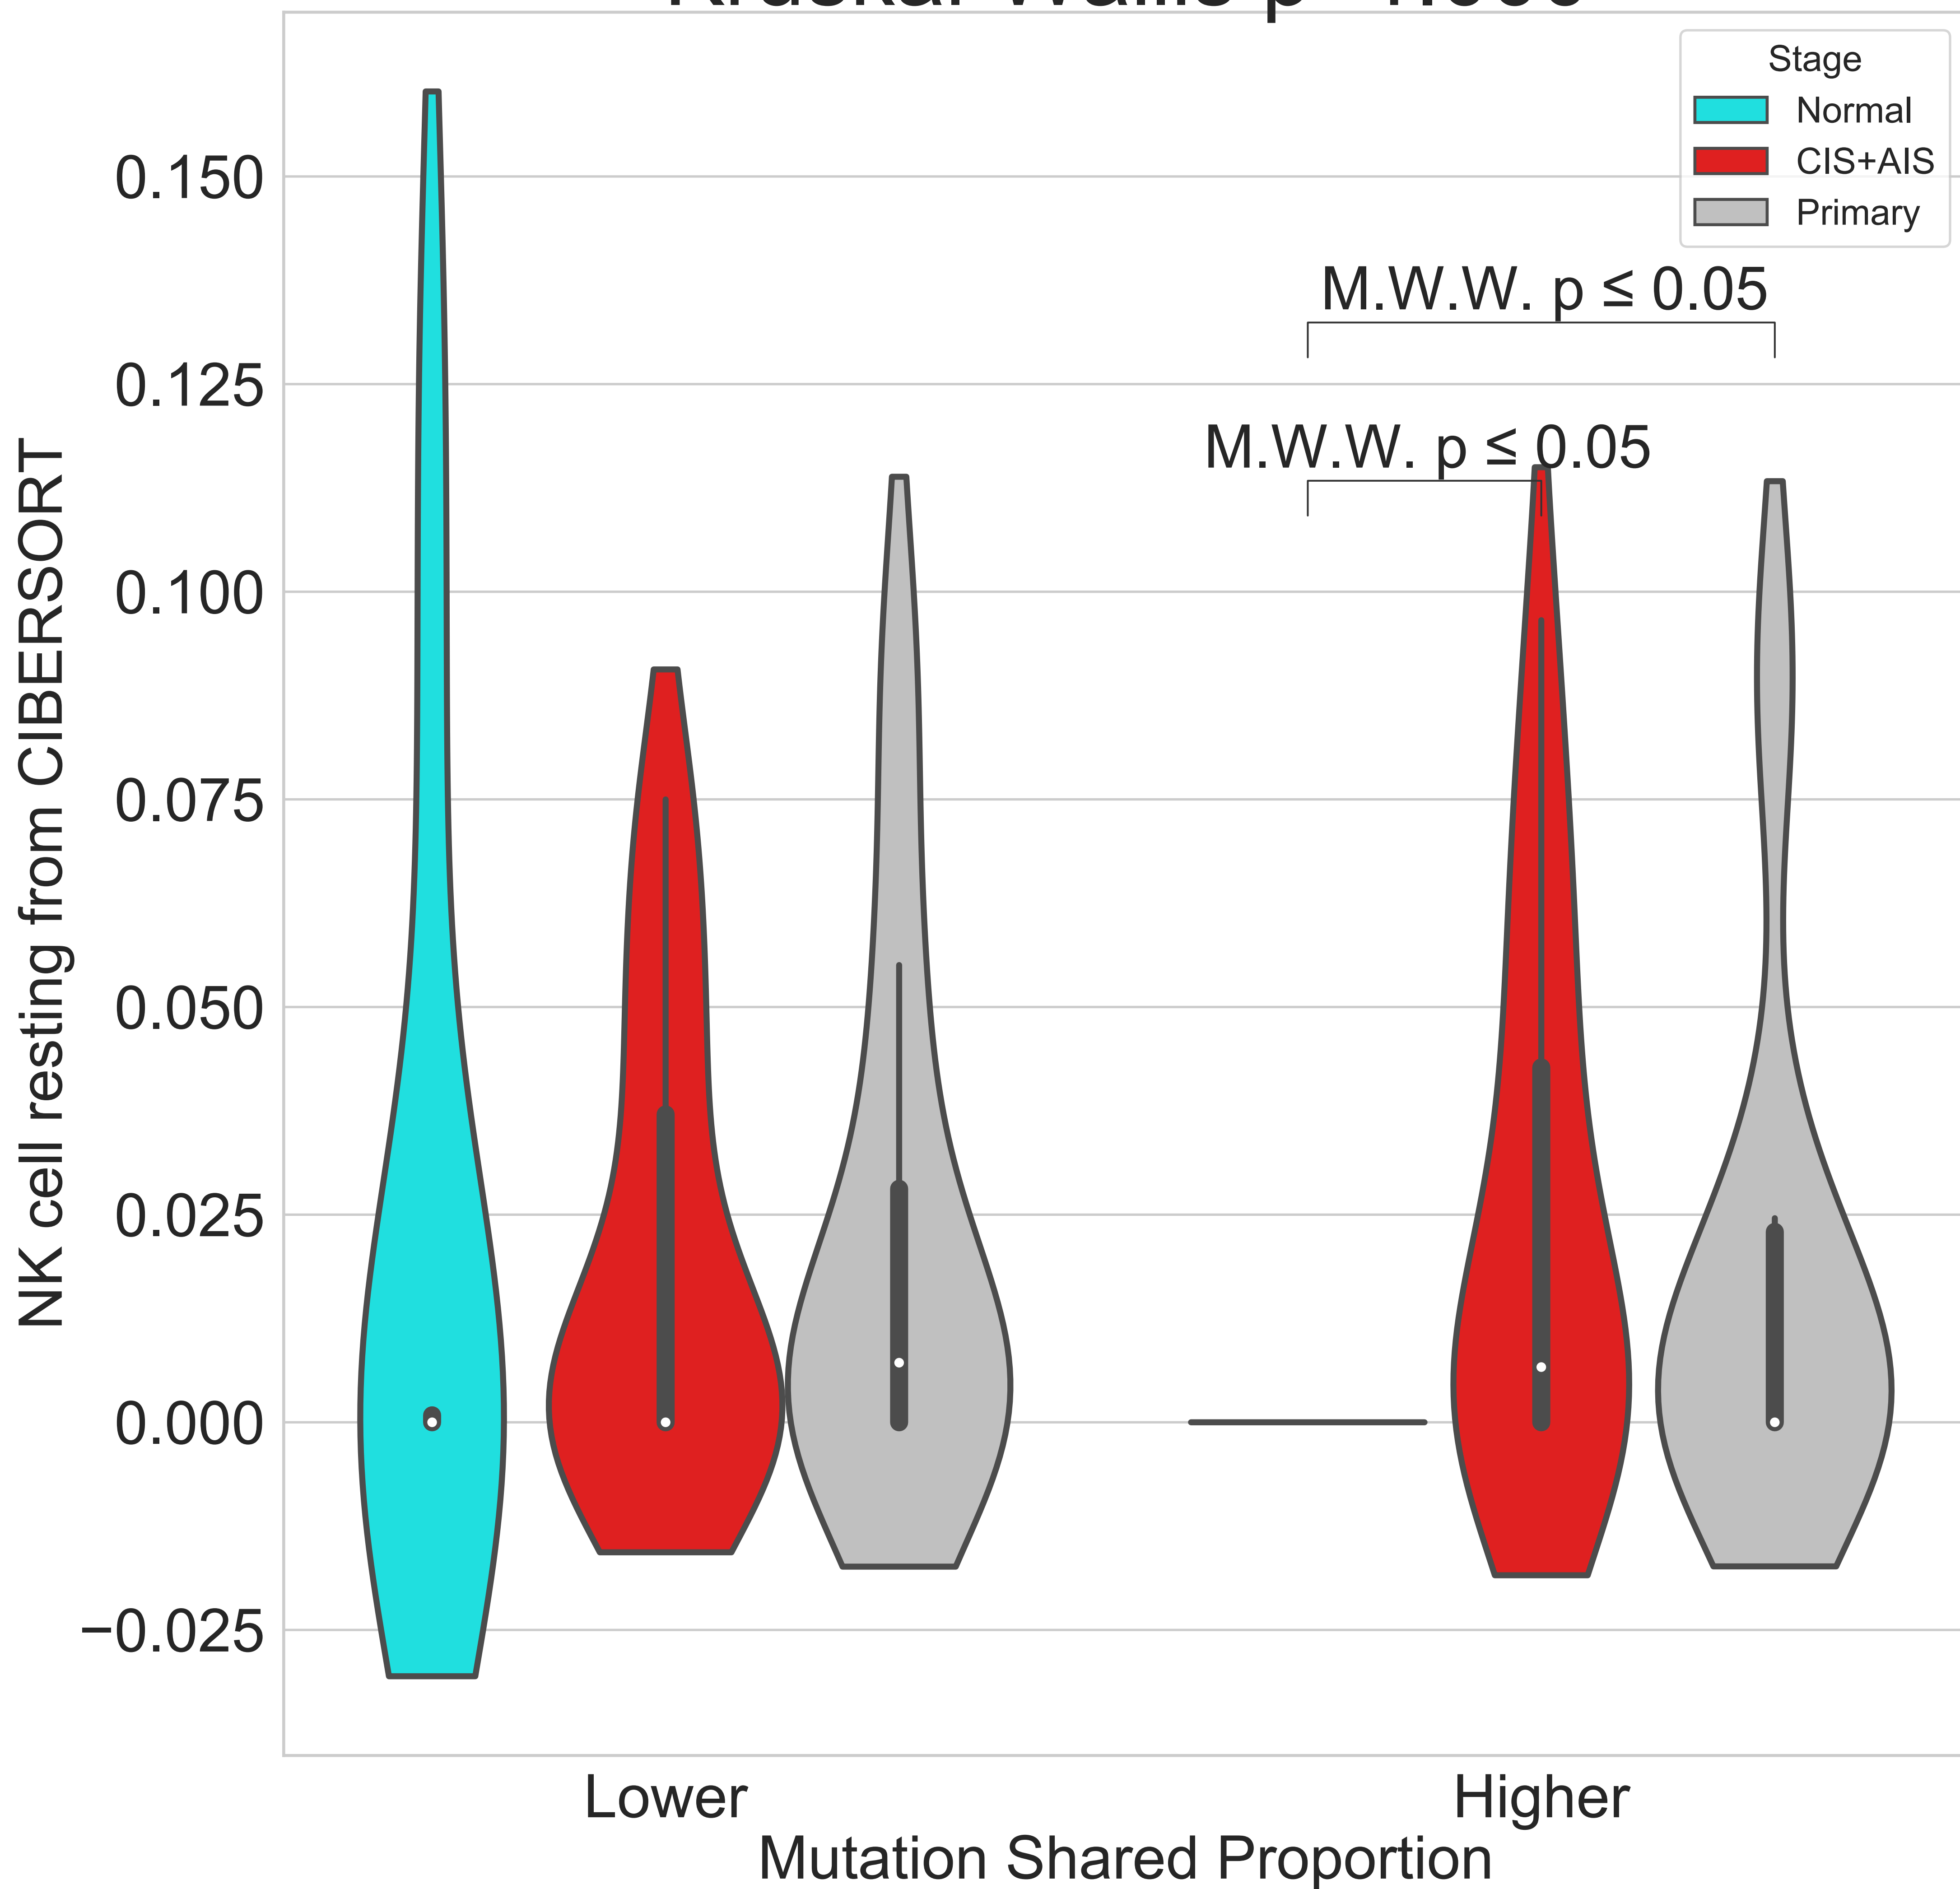 Stage
Normal
CIS+AIS
Primary
M.W.W. p ≤ 0.05
M.W.W. p ≤ 0.05
0.150
0.125
0.100
0.075
0.050
0.025
0.000
−0.025
NK cell resting from CIBERSORT
Lower
Higher
Mutation Shared Proportion